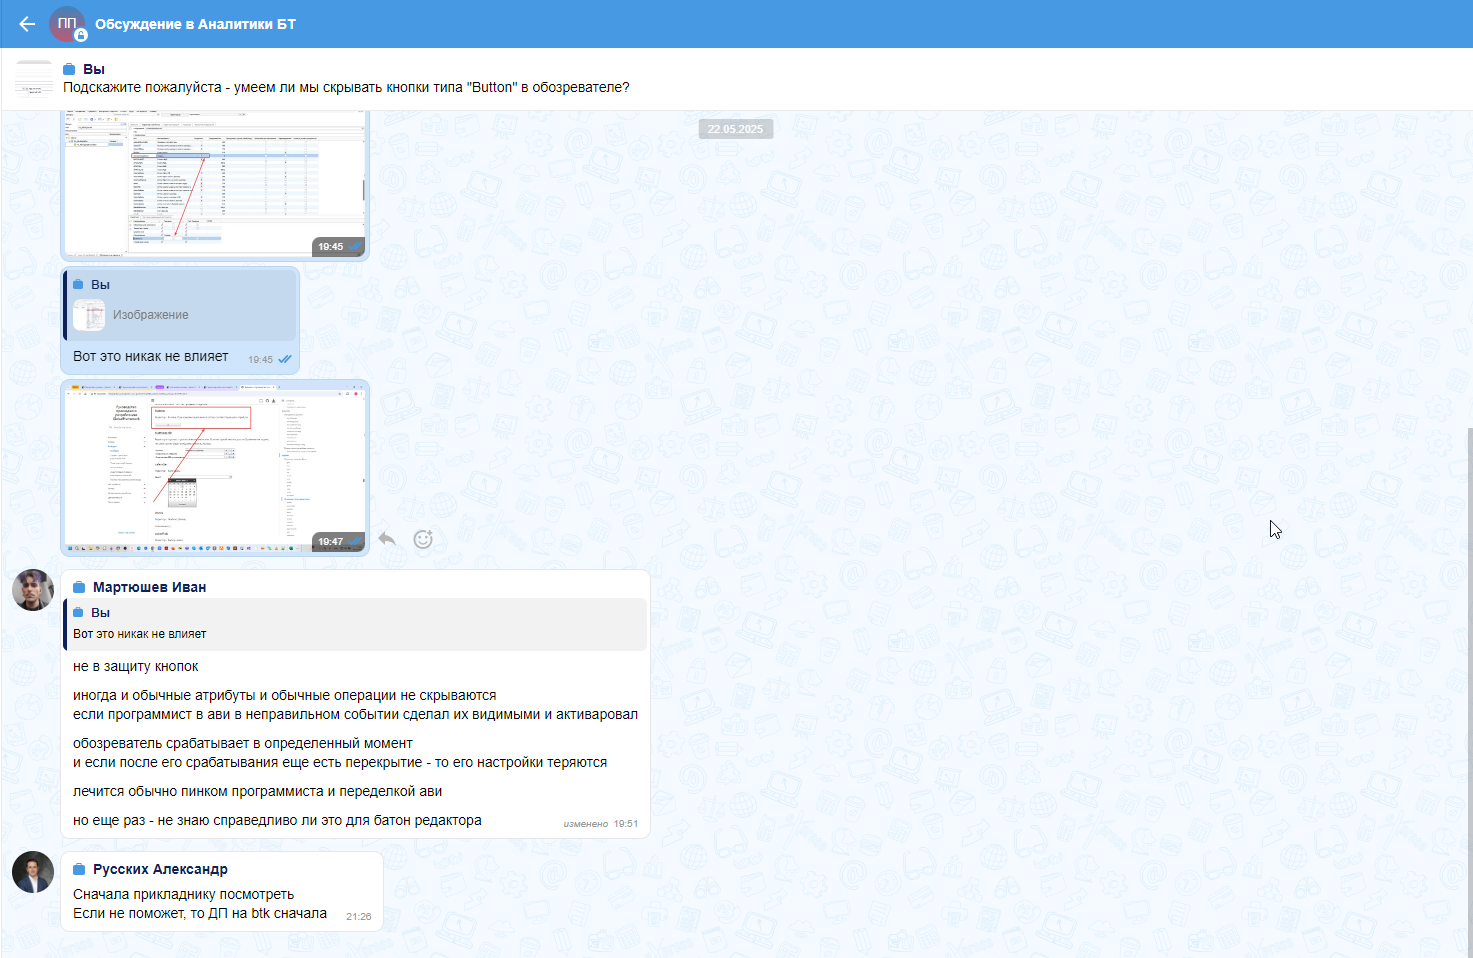 ПП
Обсуждение в Аналитики БТ
Вы
Подскажите пожалуйста - умеем ли мы скрывать кнопки типа "Button" в обозревателе?
22.05.2025
19:45
Вы
Изображение
Вот это никак не влияет
19:45
19:47
Мартюшев Иван
Вы
Вот это никак не влияет
не в защиту кнопок
иногда и обычные атрибуты и обычные операции не скрываются
если программист в ави в неправильном событии сделал их видимыми и активаровал
обозреватель срабатывает в определенный момент
и если после его срабатывания еще есть перекрытие - то его настройки теряются
лечится обычно пинком программиста и переделкой ави
но еще раз - не знаю справедливо ли это для батон редактора
изменено 19:51
Русских Александр
Сначала прикладнику посмотреть
Если не поможет, то ДП на btk сначала
21:26